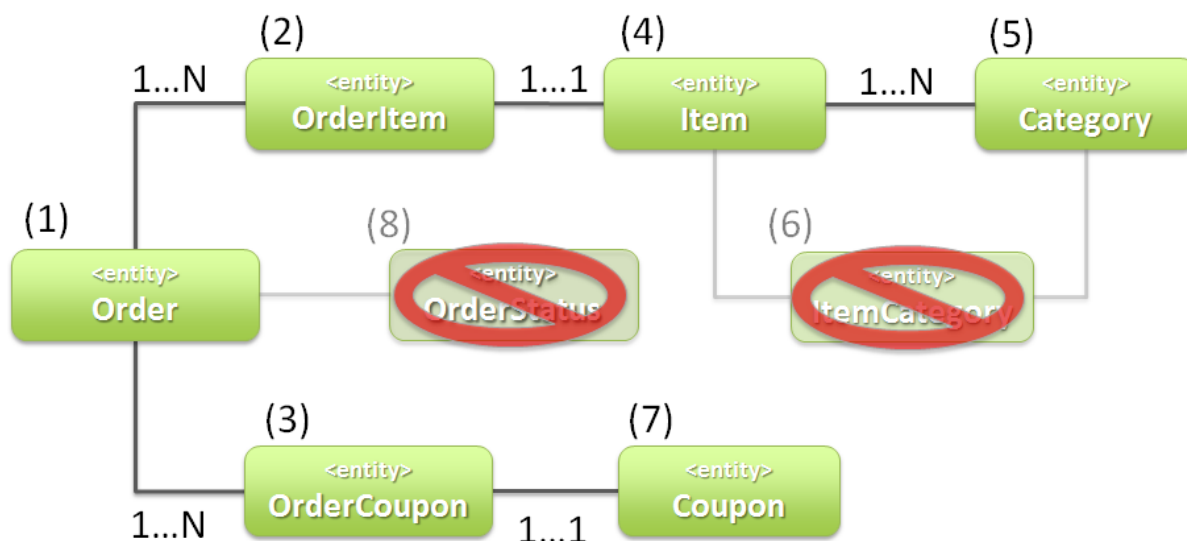 (2)
(4)
(5)
1...N
<entity>
OrderItem
1...1
<entity>
Item
1...N
<entity>
Category
(1)
(8)
(6)
<entity>
Order
<entity>
OrderStatus
<entity>
ItemCategory
(3)
(7)
<entity>
OrderCoupon
<entity>
Coupon
1...N
1...1